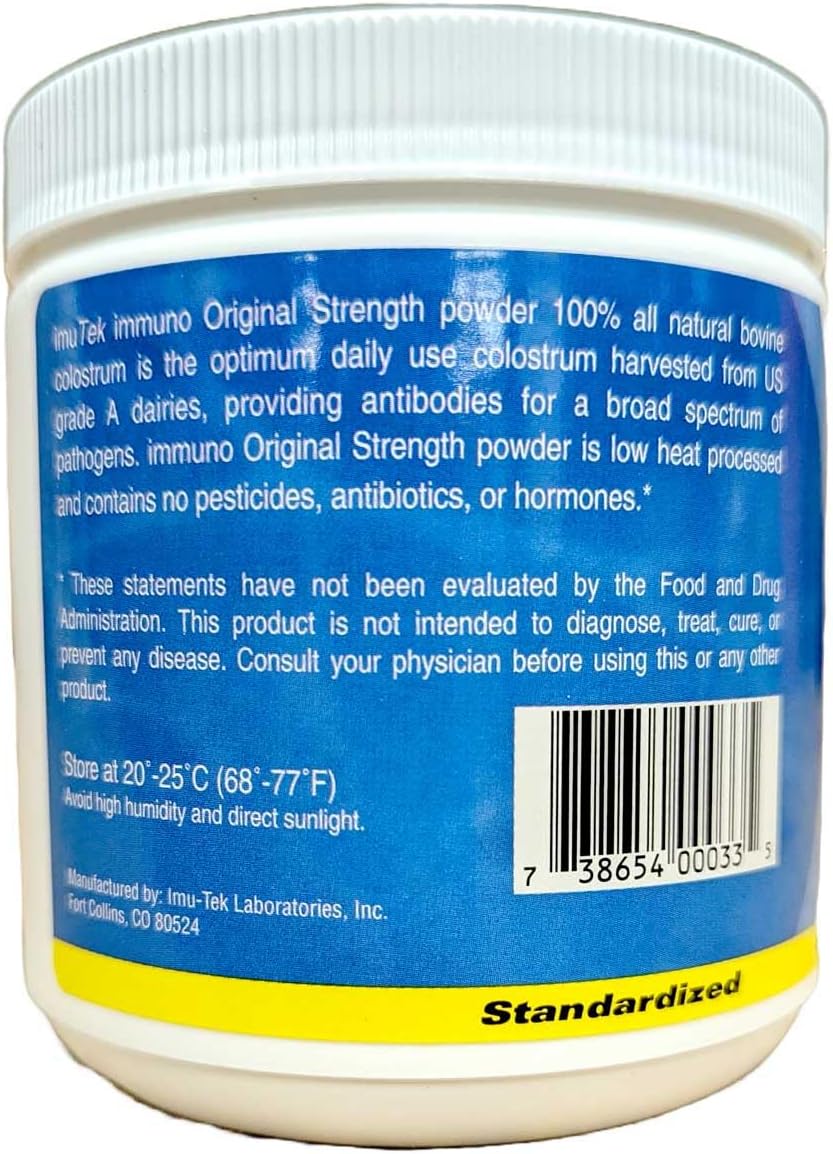 imuTek immuno Original Strength powder 100% all natural bovine
colostrum is the optimum daily use colostrum harvested from US
grade A dairies, providing antibodies for a broad spectrum of
pathogens. immuno Original Strength powder is low heat processed
and contains no pesticides, antibiotics, or hormones.*
* These statements have not been evaluated by the Food and Drug
Administration. This product is not intended to diagnose, treat, cure, or
prevent any disease. Consult your physician before using this or any other
product.
Store at 20°-25°C (68°-77°F)
Avoid high humidity and direct sunlight.
7 38654 00033 5
Manufactured by: Imu-Tek Laboratories, Inc.
Fort Collins, CO 80524
Standardized